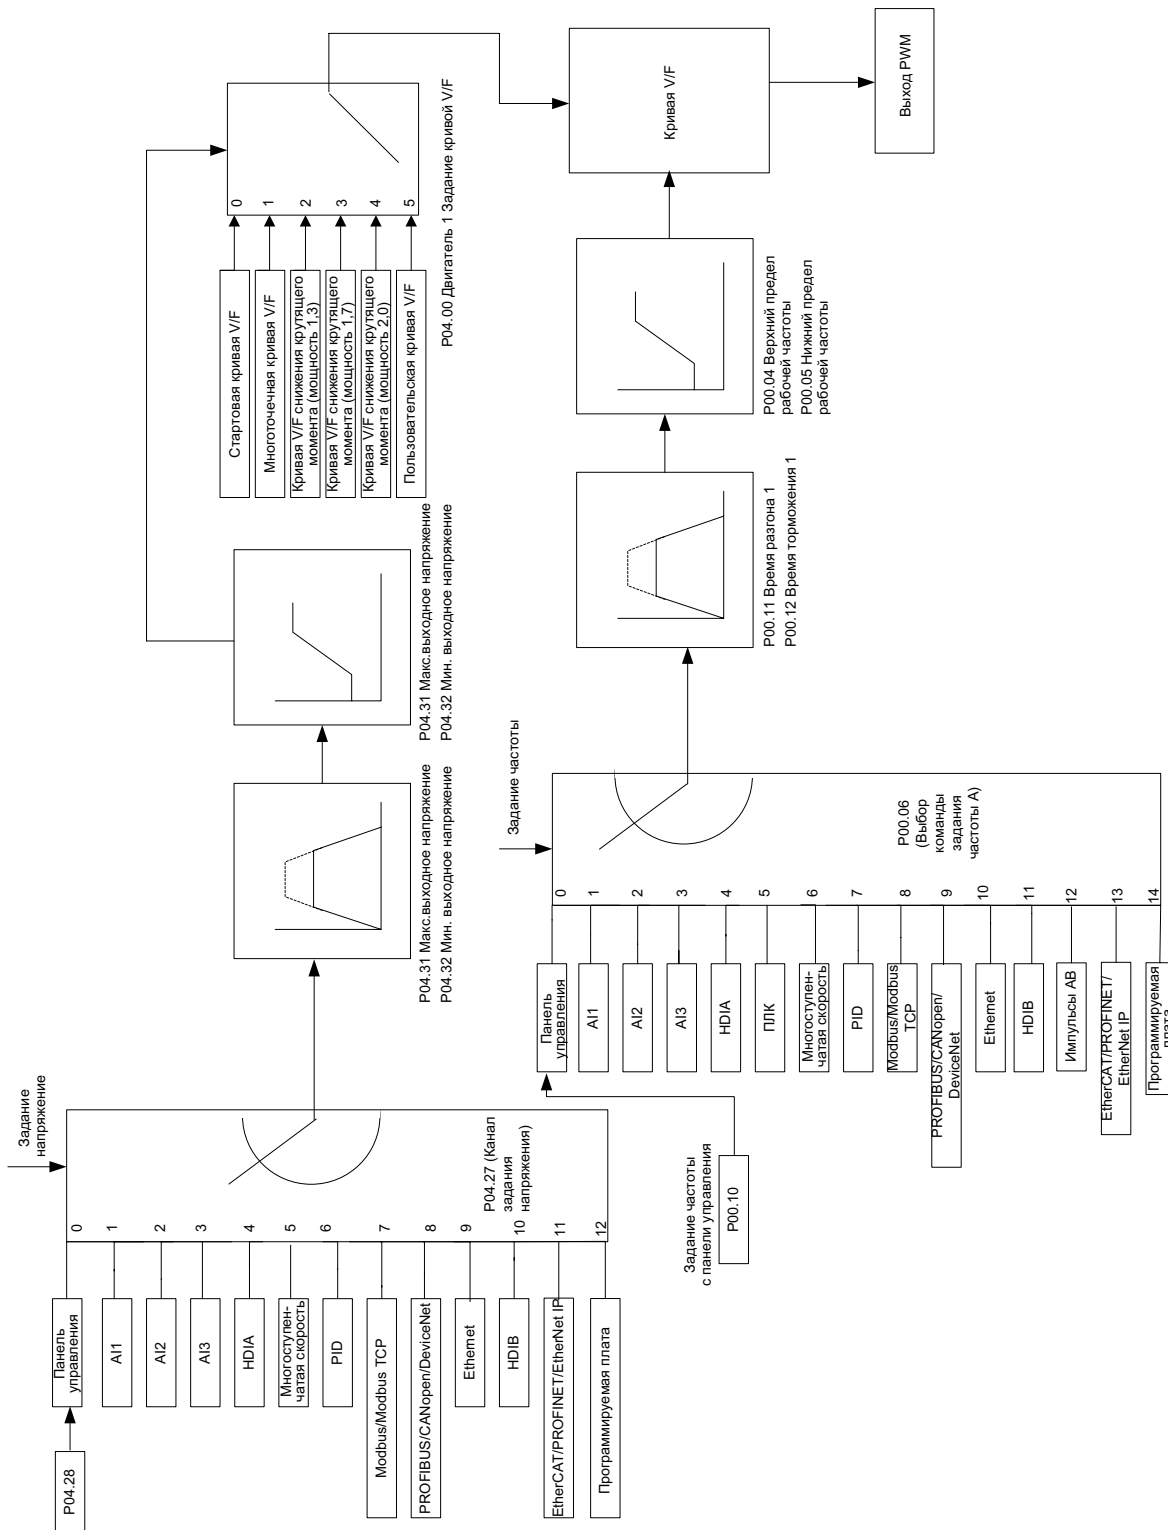 Задание
напряжение
P04.28
Панель
управления
AI1
AI2
AI3
HDIA
Многоступен-
чатая скорость
PID
Modbus/Modbus TCP
PROFIBUS/CANopen/DeviceNet
Ethernet
HDIB
EtherCAT/PROFINET/EtherNet IP
Программируемая плата
0
1
2
3
4
5
6
7
8
9
10
11
12
P04.27 (Канал
задания
напряжения)
P04.31 Макс.выходное напряжение
P04.32 Мин. выходное напряжение
P04.31 Макс.выходное напряжение
P04.32 Мин. выходное напряжение
Стартовая кривая V/F
Многоточечная кривая V/F
Кривая V/F снижения крутящего
момента (мощность 1,3)
Кривая V/F снижения крутящего
момента (мощность 1,7)
Кривая V/F снижения крутящего
момента (мощность 2,0)
Пользовательская кривая V/F
0
1
2
3
4
5
P04.00 Двигатель 1 Задание кривой V/F
Задание частоты
Задание частоты
с панели управления
P00.10
Панель
управления
AI1
AI2
AI3
HDIA
ПЛК
Многоступен-
чатая скорость
PID
Modbus/Modbus
TCP
PROFIBUS/CANopen/
DeviceNet
Ethernet
HDIB
Импульсы AB
EtherCAT/PROFINET/
EtherNet IP
Программируемая
плата
0
1
2
3
4
5
6
7
8
9
10
11
12
13
14
P00.06
(Выбор
команды
задания
частоты A)
P00.11 Время разгона 1
P00.12 Время торможения 1
P00.04 Верхний предел
рабочей частоты
P00.05 Нижний предел
рабочей частоты
Кривая V/F
Выход PWM